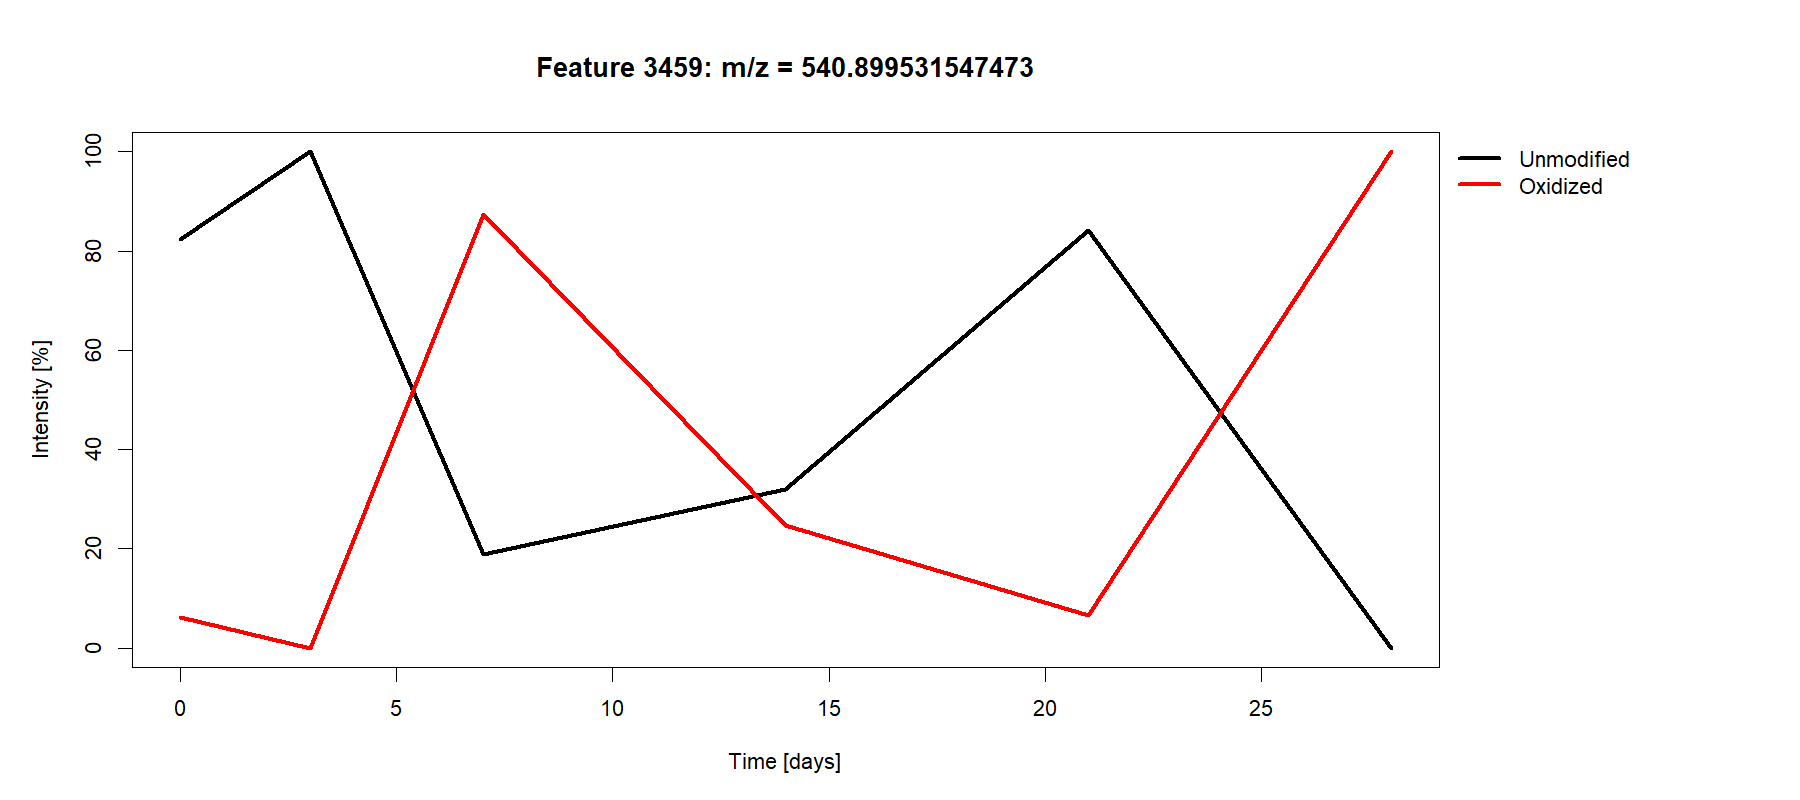 Feature 3459: m/z = 540.899531547473
Unmodified
Oxidized
Intensity [%]
100
80
60
40
20
0
0 5 10 15 20 25
Time [days]